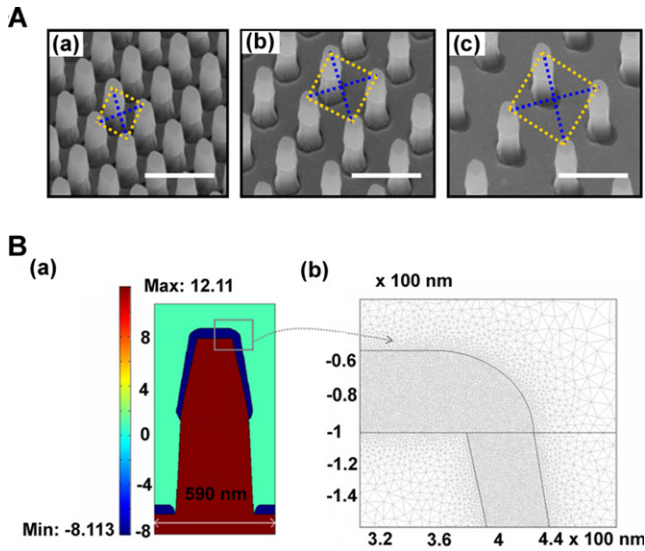 A
(a)
(b)
(c)
B
(a)
(b)
Max: 12.11
x 100 nm
8
4
0
-4
-8
Min: -8.113
590 nm
-0.6
-0.8
-1
-1.2
-1.4
3.2 3.6 4 4.4 x 100 nm